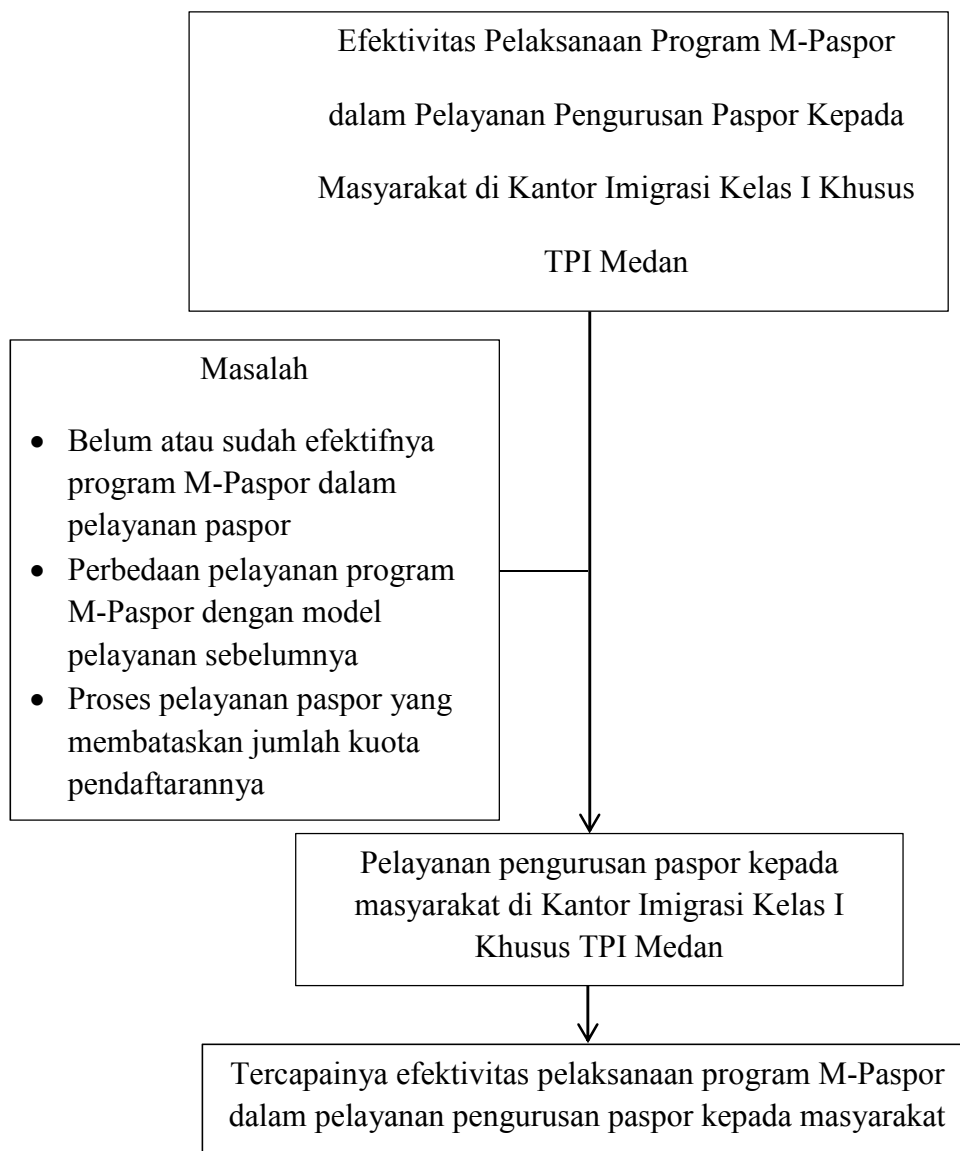 Efektivitas Pelaksanaan Program M-Paspor
dalam Pelayanan Pengurusan Paspor Kepada
Masyarakat di Kantor Imigrasi Kelas I Khusus
TPI Medan
Masalah
• Belum atau sudah efektifnya
program M-Paspor dalam
pelayanan paspor
• Perbedaan pelayanan program
M-Paspor dengan model
pelayanan sebelumnya
• Proses pelayanan paspor yang
membataskan jumlah kuota
pendaftarannya
Pelayanan pengurusan paspor kepada
masyarakat di Kantor Imigrasi Kelas I
Khusus TPI Medan
Tercapainya efektivitas pelaksanaan program M-Paspor
dalam pelayanan pengurusan paspor kepada masyarakat